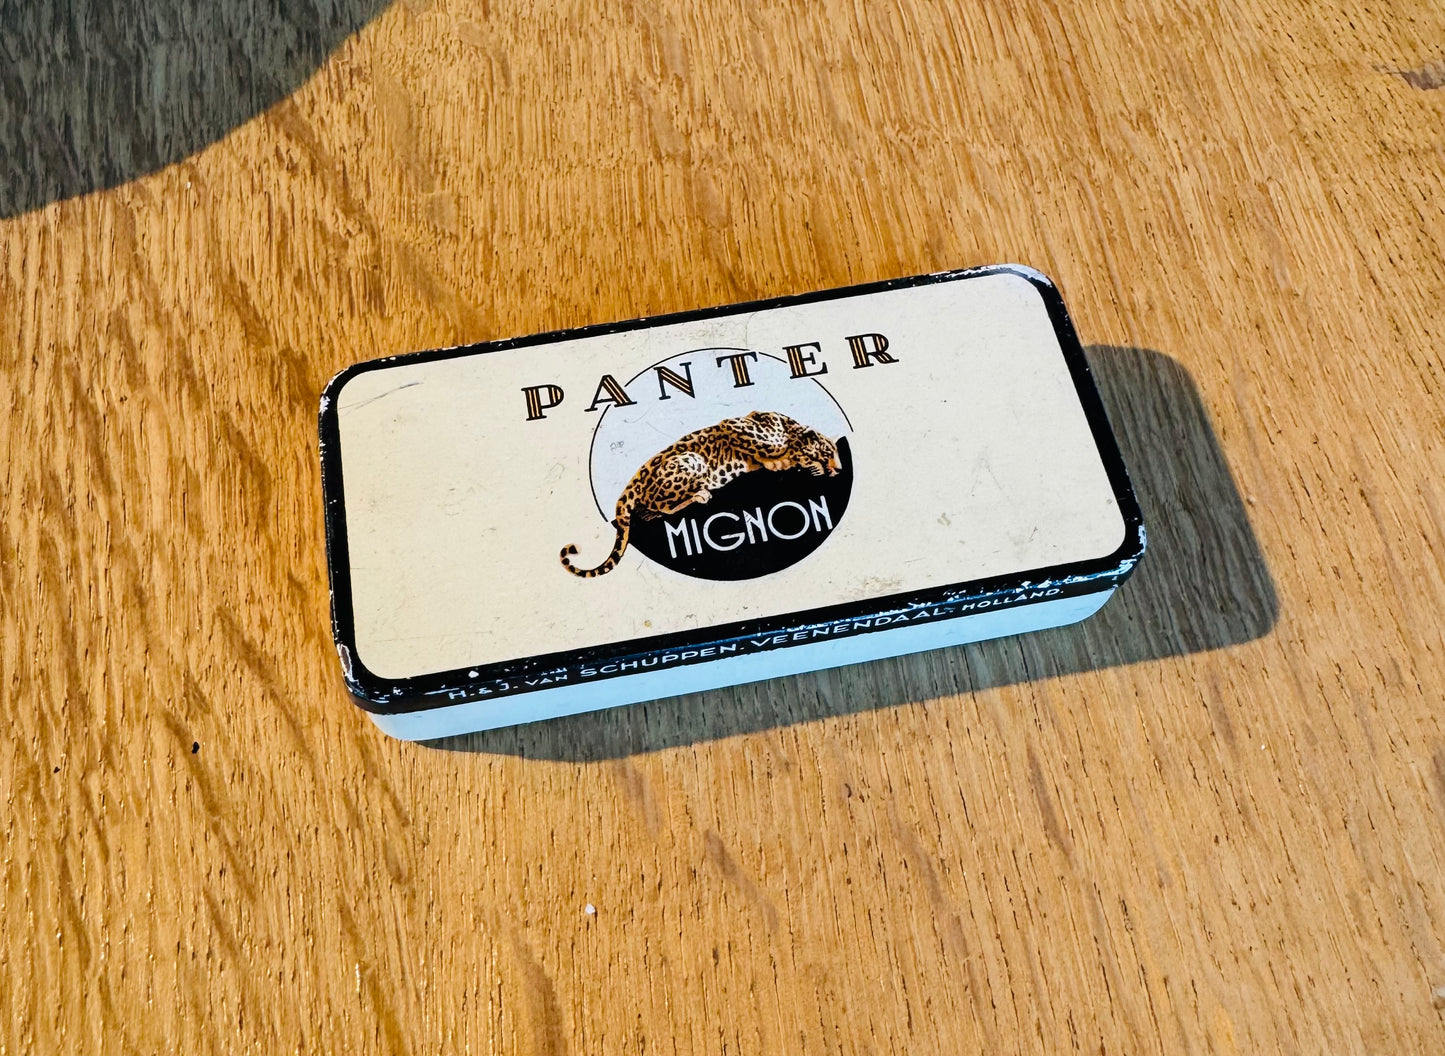 PANTER
MIGNON
H. & J. VAN SCHUPPEN. VEENENDAAL. HOLLAND.